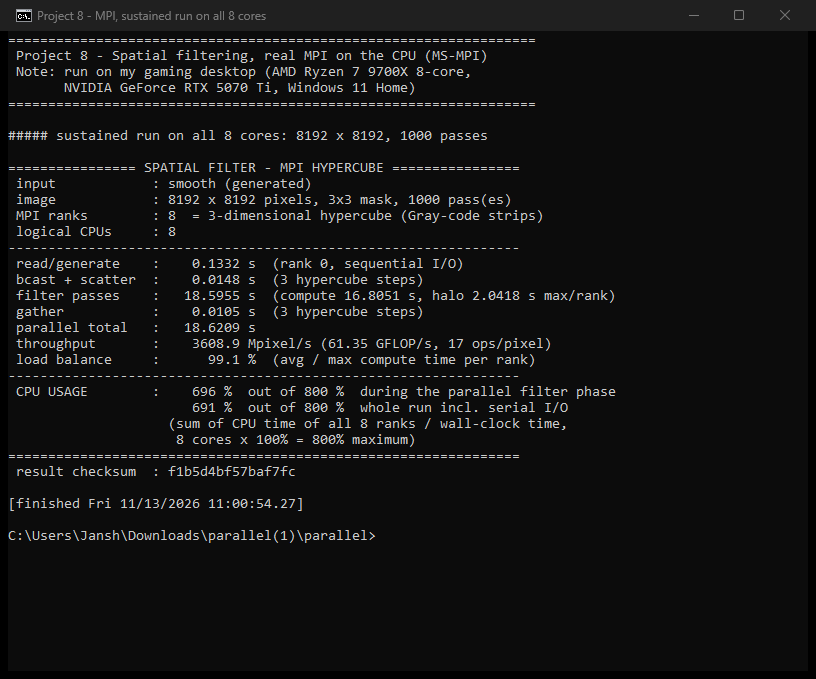 Project 8 - MPI, sustained run on all 8 cores
==================================================================
Project 8 - Spatial filtering, real MPI on the CPU (MS-MPI)
Note: run on my gaming desktop (AMD Ryzen 7 9700X 8-core,
NVIDIA GeForce RTX 5070 Ti, Windows 11 Home)
==================================================================
##### sustained run on all 8 cores: 8192 x 8192, 1000 passes
================ SPATIAL FILTER - MPI HYPERCUBE ================
input            : smooth (generated)
image            : 8192 x 8192 pixels, 3x3 mask, 1000 pass(es)
MPI ranks        : 8  = 3-dimensional hypercube (Gray-code strips)
logical CPUs     : 8
----------------------------------------------------------------
read/generate    :    0.1332 s  (rank 0, sequential I/O)
bcast + scatter  :    0.0148 s  (3 hypercube steps)
filter passes    :   18.5955 s  (compute 16.8051 s, halo 2.0418 s max/rank)
gather           :    0.0105 s  (3 hypercube steps)
parallel total   :   18.6209 s
throughput       :    3608.9 Mpixel/s (61.35 GFLOP/s, 17 ops/pixel)
load balance     :      99.1 %  (avg / max compute time per rank)
----------------------------------------------------------------
CPU USAGE        :    696 %  out of 800 %  during the parallel filter phase
691 %  out of 800 %  whole run incl. serial I/O
(sum of CPU time of all 8 ranks / wall-clock time,
8 cores x 100% = 800% maximum)
================================================================
result checksum  : f1b5d4bf57baf7fc
[finished Fri 11/13/2026 11:00:54.27]
C:\Users\Jansh\Downloads\parallel(1)\parallel>